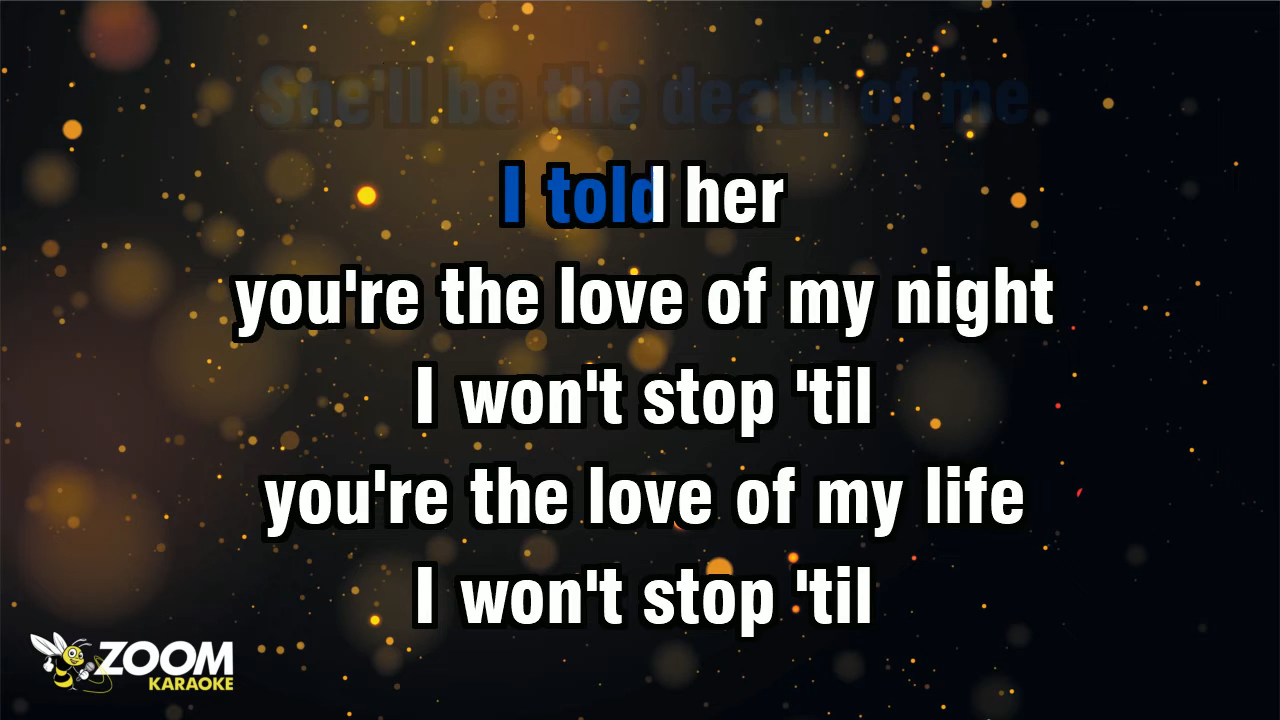 She'll be the death of me
I told her
you're the love of my night
I won't stop 'til
you're the love of my life
I won't stop 'til
ZOOM
KARAOKE